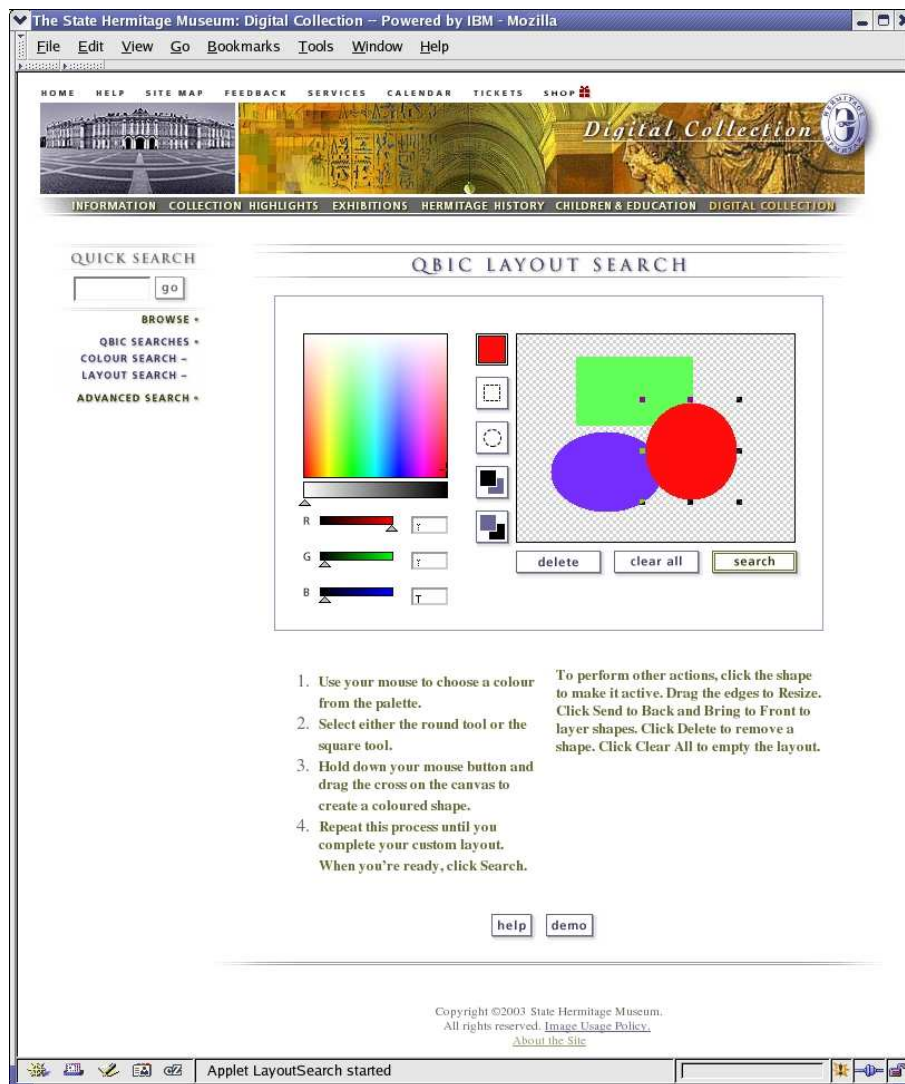 The State Hermitage Museum: Digital Collection -- Powered by IBM - Mozilla
File Edit View Go Bookmarks Tools Window Help
HOME HELP SITE MAP FEEDBACK SERVICES CALENDAR TICKETS SHOP
Digital Collection
INFORMATION COLLECTION HIGHLIGHTS EXHIBITIONS HERMITAGE HISTORY CHILDREN & EDUCATION DIGITAL COLLECTION
QUICK SEARCH
go
BROWSE
QBIC SEARCHES
COLOUR SEARCH –
LAYOUT SEARCH –
ADVANCED SEARCH
QBIC LAYOUT SEARCH
R
G
B
delete clear all search
1. Use your mouse to choose a colour
from the palette.
2. Select either the round tool or the
square tool.
3. Hold down your mouse button and
drag the cross on the canvas to
create a coloured shape.
4. Repeat this process until you
complete your custom layout.
When you're ready, click Search.
To perform other actions, click the shape
to make it active. Drag the edges to Resize.
Click Send to Back and Bring to Front to
layer shapes. Click Delete to remove a
shape. Click Clear All to empty the layout.
help demo
Copyright ©2003 State Hermitage Museum.
All rights reserved. Image Usage Policy.
About the Site
Applet LayoutSearch started